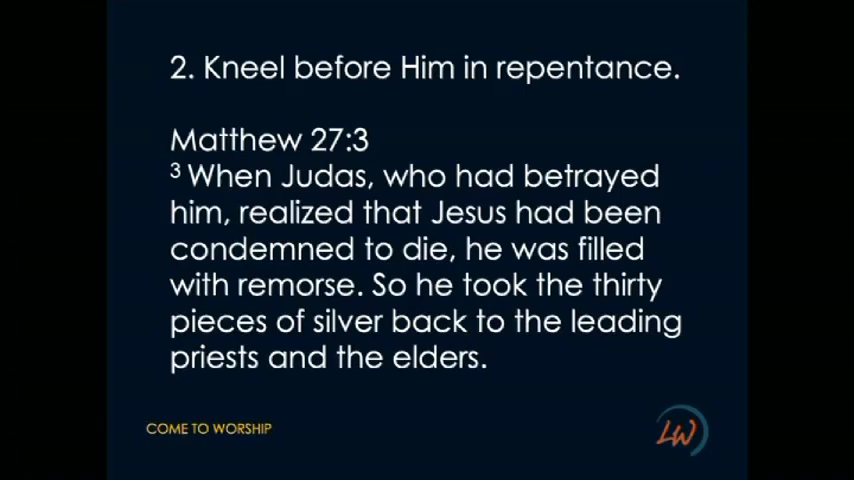 2. Kneel before Him in repentance.
Matthew 27:3
³ When Judas, who had betrayed
him, realized that Jesus had been
condemned to die, he was filled
with remorse. So he took the thirty
pieces of silver back to the leading
priests and the elders.
COME TO WORSHIP
LW